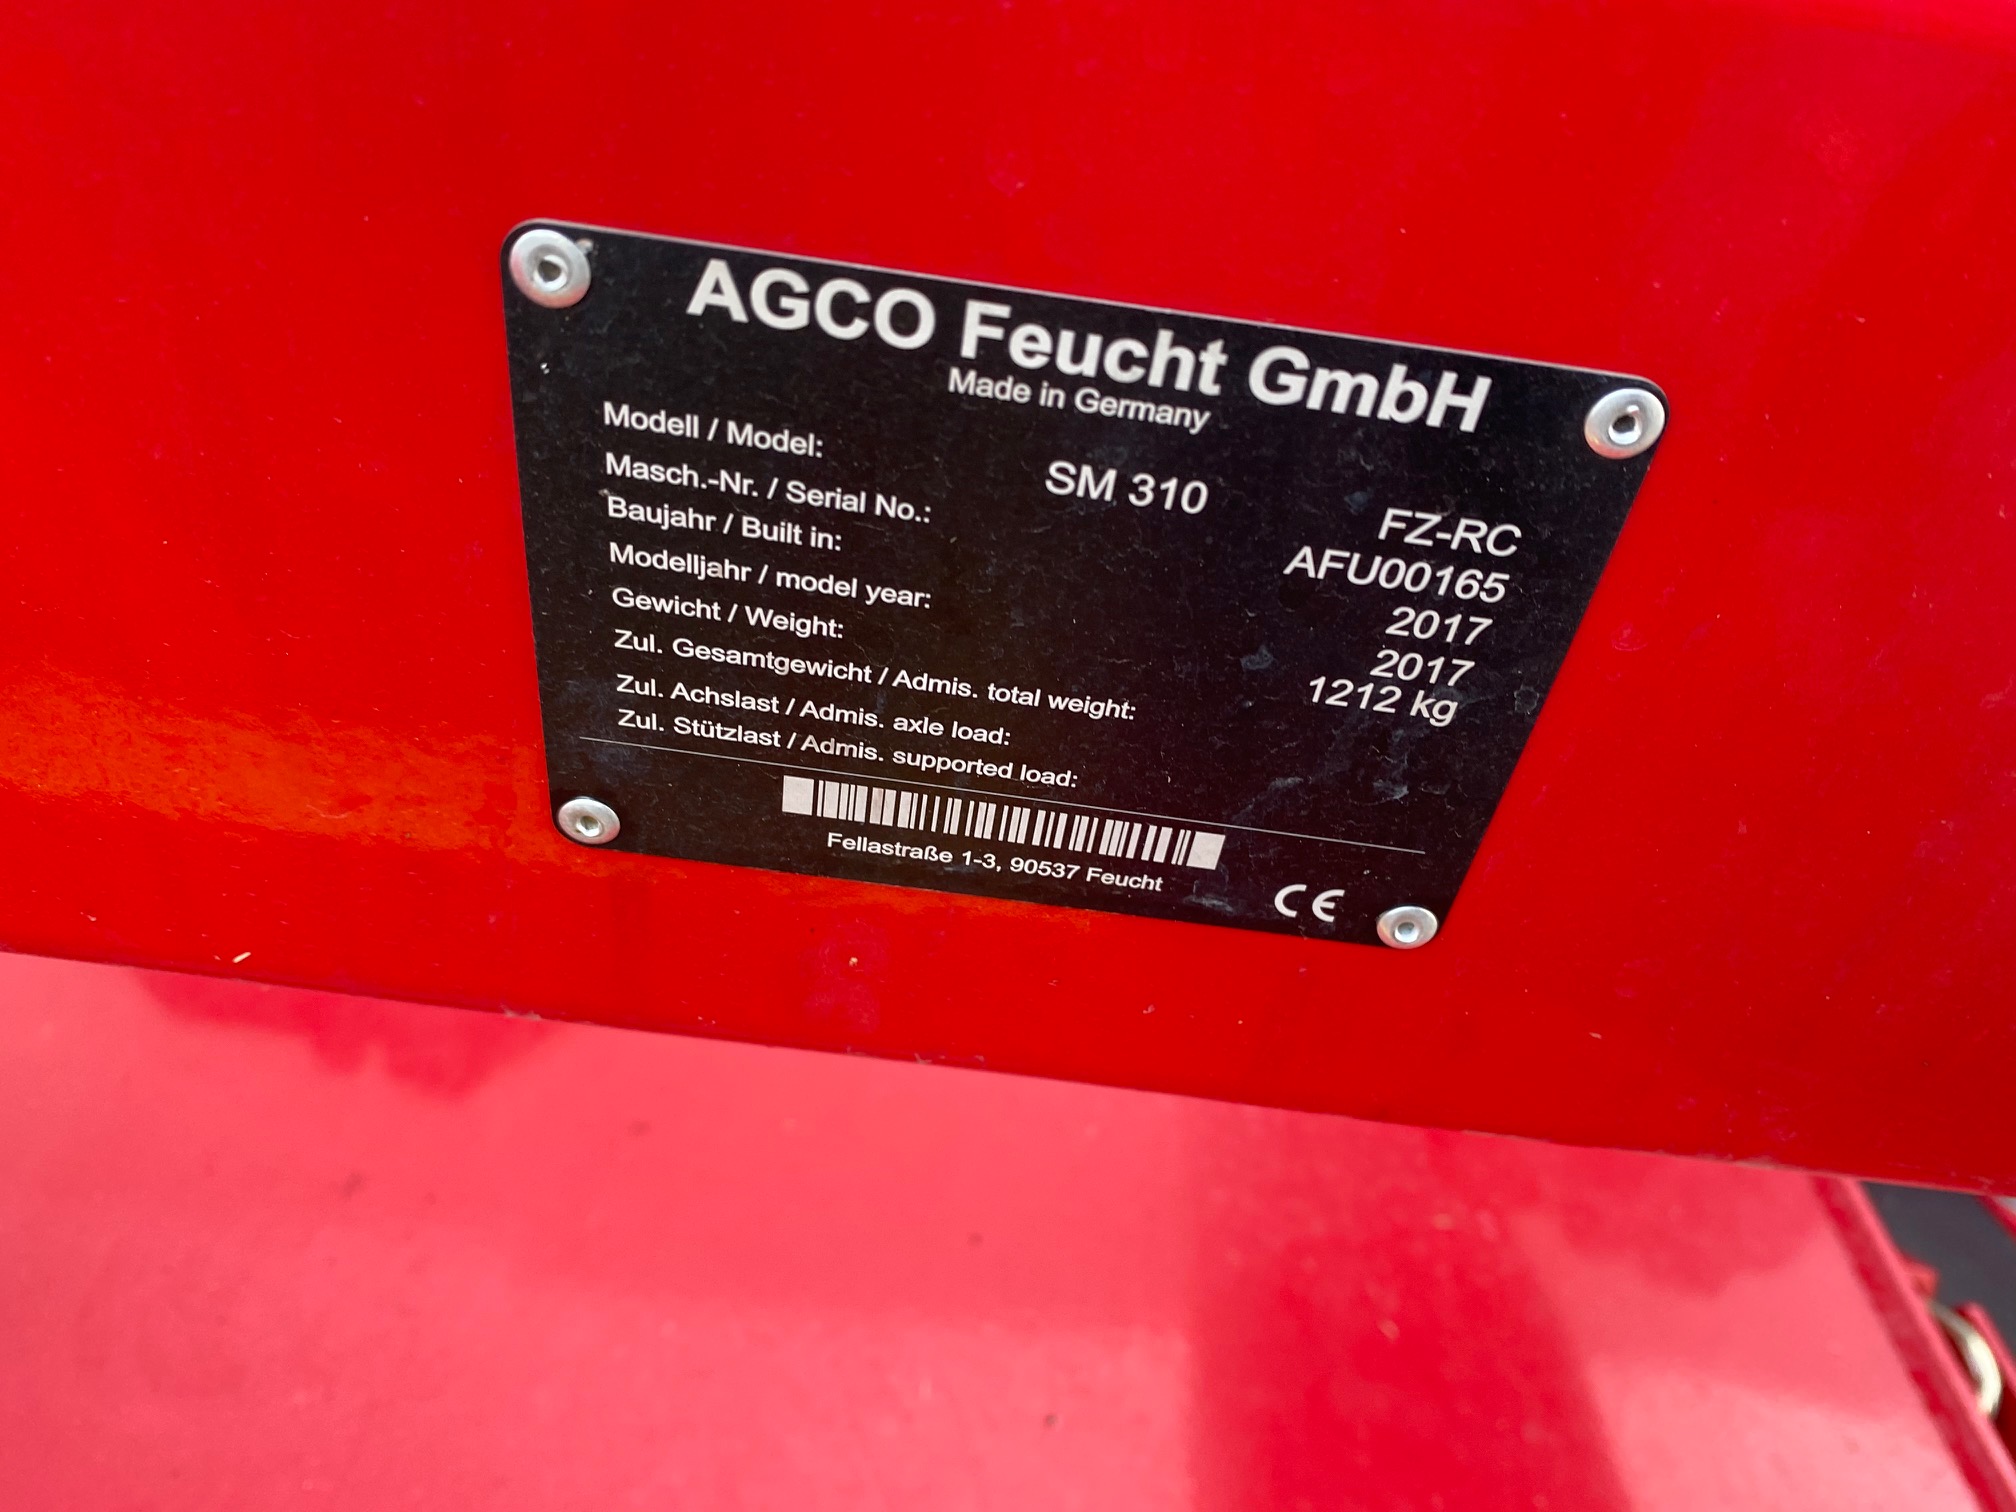 AGCO Feucht GmbH
Made in Germany
Modell / Model: SM 310 FZ-RC
Masch.-Nr. / Serial No.: AFU00165
Baujahr / Built in: 2017
Modelljahr / model year: 2017
Gewicht / Weight: 1212 kg
Zul. Gesamtgewicht / Admis. total weight:
Zul. Achslast / Admis. axle load:
Zul. Stützlast / Admis. supported load:
Fellastraße 1-3, 90537 Feucht
CE